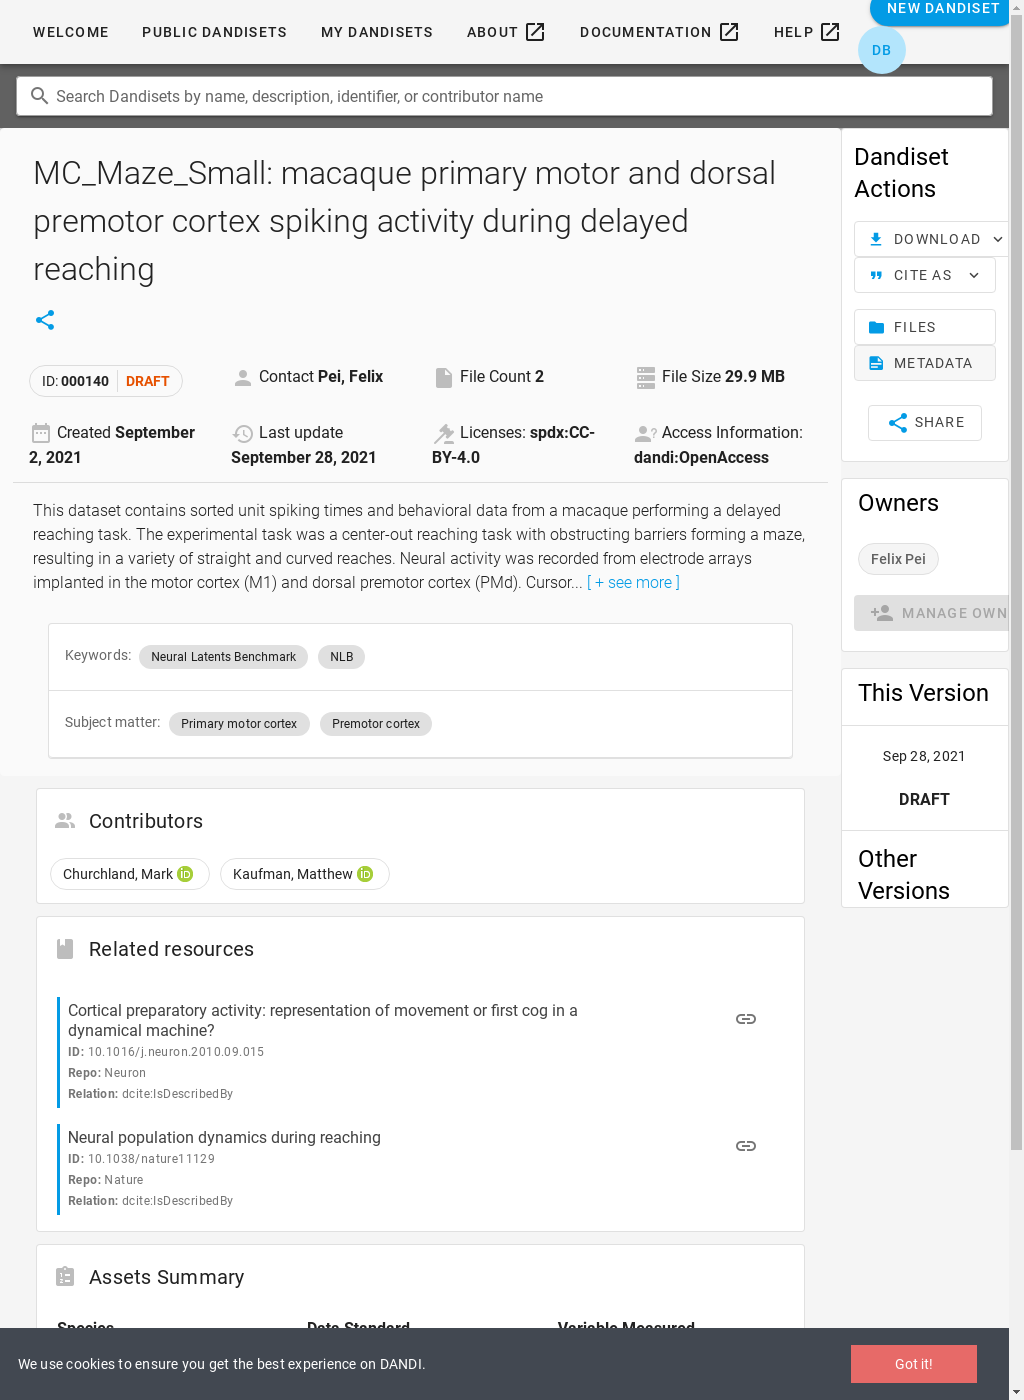 WELCOME PUBLIC DANDISETS MY DANDISETS ABOUT DOCUMENTATION HELP NEW DANDISET
DB
Search Dandisets by name, description, identifier, or contributor name
MC_Maze_Small: macaque primary motor and dorsal
premotor cortex spiking activity during delayed
reaching
ID: 000140 DRAFT
Contact Pei, Felix
File Count 2
File Size 29.9 MB
Created September
2, 2021
Last update
September 28, 2021
Licenses: spdx:CC-
BY-4.0
Access Information:
dandi:OpenAccess
This dataset contains sorted unit spiking times and behavioral data from a macaque performing a delayed
reaching task. The experimental task was a center-out reaching task with obstructing barriers forming a maze,
resulting in a variety of straight and curved reaches. Neural activity was recorded from electrode arrays
implanted in the motor cortex (M1) and dorsal premotor cortex (PMd). Cursor... [ + see more ]
Keywords: Neural Latents Benchmark NLB
Subject matter: Primary motor cortex Premotor cortex
Contributors
Churchland, Mark iD Kaufman, Matthew iD
Related resources
Cortical preparatory activity: representation of movement or first cog in a
dynamical machine?
ID: 10.1016/j.neuron.2010.09.015
Repo: Neuron
Relation: dcite:IsDescribedBy
Neural population dynamics during reaching
ID: 10.1038/nature11129
Repo: Nature
Relation: dcite:IsDescribedBy
Assets Summary
Species Data Standard Variable Measured
Dandiset
Actions
DOWNLOAD
CITE AS
FILES
METADATA
SHARE
Owners
Felix Pei
MANAGE OWN
This Version
Sep 28, 2021
DRAFT
Other
Versions
We use cookies to ensure you get the best experience on DANDI.
Got it!